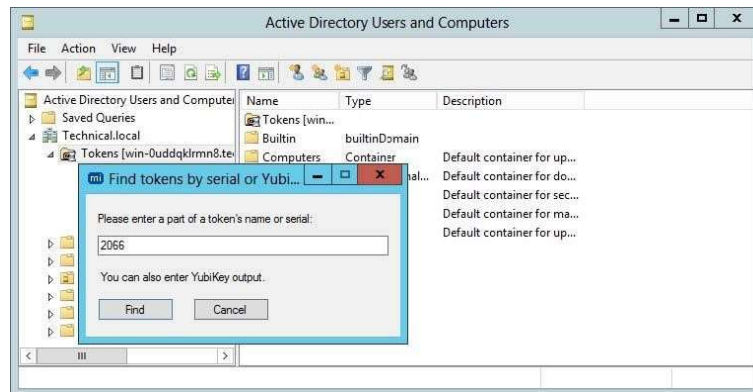 Active Directory Users and Computers
File Action View Help
Active Directory Users and Computer
Saved Queries
Technical.local
Tokens [win-0uddqklrmn8.te
Name Type Description
Tokens [win...
Builtin builtinDomain
Computers Container Default container for up...
nal... Default container for do...
Default container for sec...
Default container for ma...
Default container for up...
Find tokens by serial or Yubi...
Please enter a part of a token's name or serial:
2066
You can also enter YubiKey output.
Find Cancel